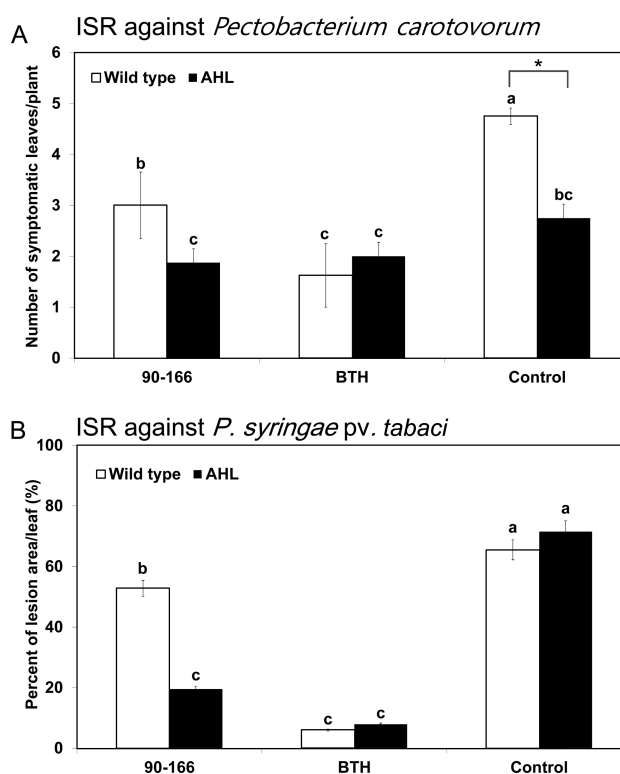 A ISR against Pectobacterium carotovorum
Number of symptomatic leaves/plant
6
5
4
3
2
1
0
Wild type AHL
b
c
c
c
a
*
bc
90-166 BTH Control
B ISR against P. syringae pv. tabaci
Percent of lesion area/leaf (%)
100
80
60
40
20
0
Wild type AHL
b
c
c
c
a
a
90-166 BTH Control